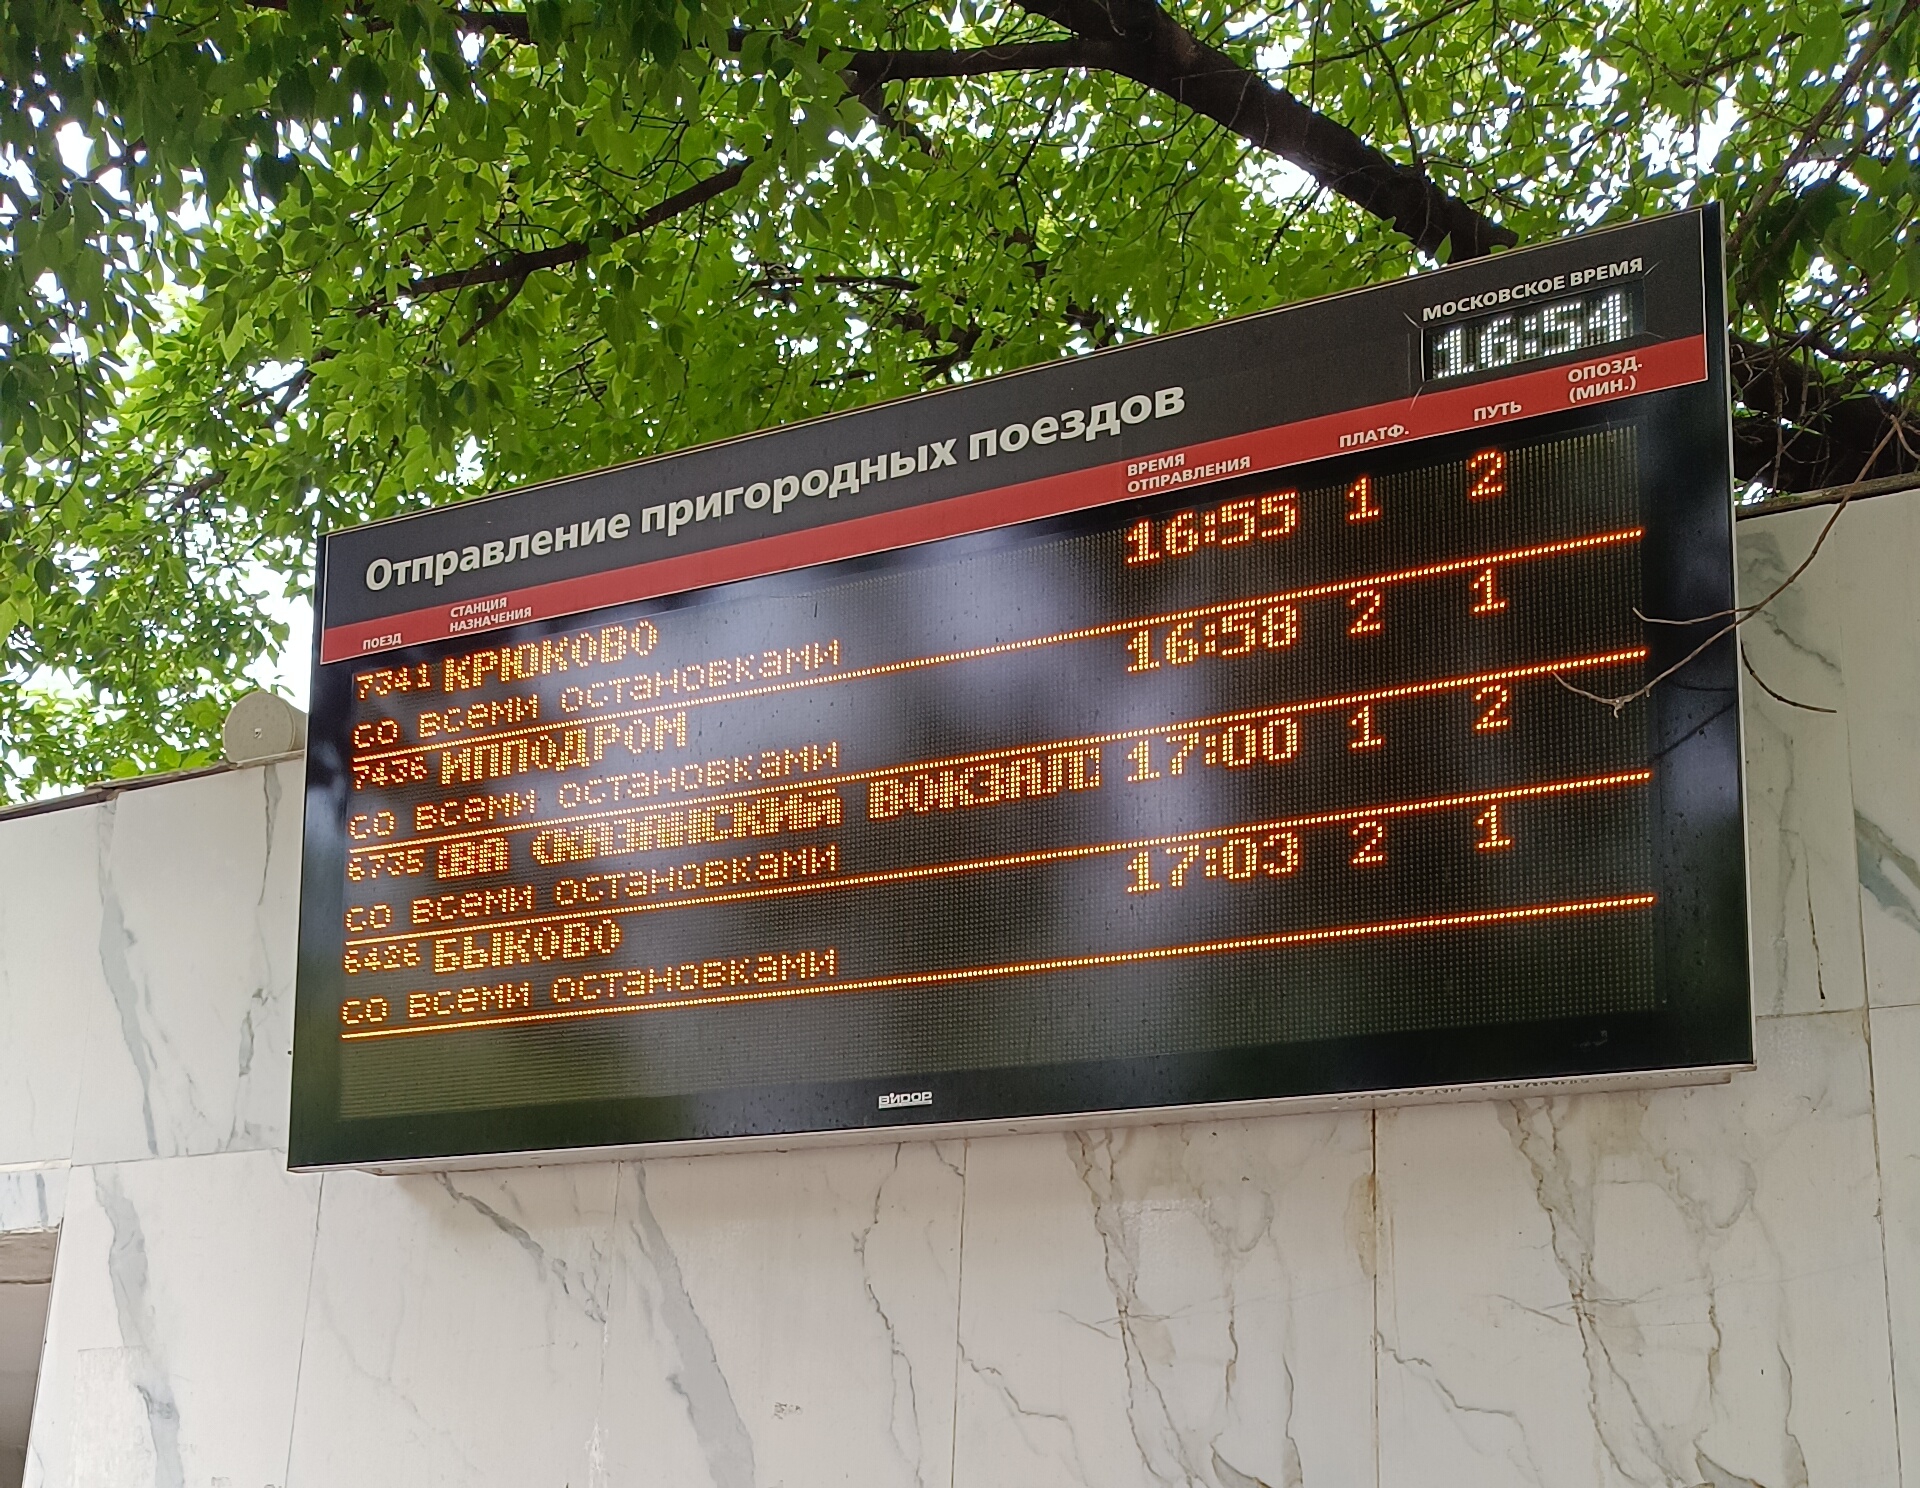 МОСКОВСКОЕ ВРЕМЯ
16:54
Отправление пригородных поездов
ПОЕЗД СТАНЦИЯ НАЗНАЧЕНИЯ ВРЕМЯ ОТПРАВЛЕНИЯ ПЛАТФ. ПУТЬ ОПОЗД. (МИН.)
7341 КРЮКОВО 16:55 1 2
СО ВСЕМИ ОСТАНОВКАМИ
7436 ИППОДРОМ 16:58 2 1
СО ВСЕМИ ОСТАНОВКАМИ
6735 ВОКЗАЛ 17:00 1 2
СО ВСЕМИ ОСТАНОВКАМИ
6426 БЫКОВО 17:03 2 1
СО ВСЕМИ ОСТАНОВКАМИ
ВИДОР